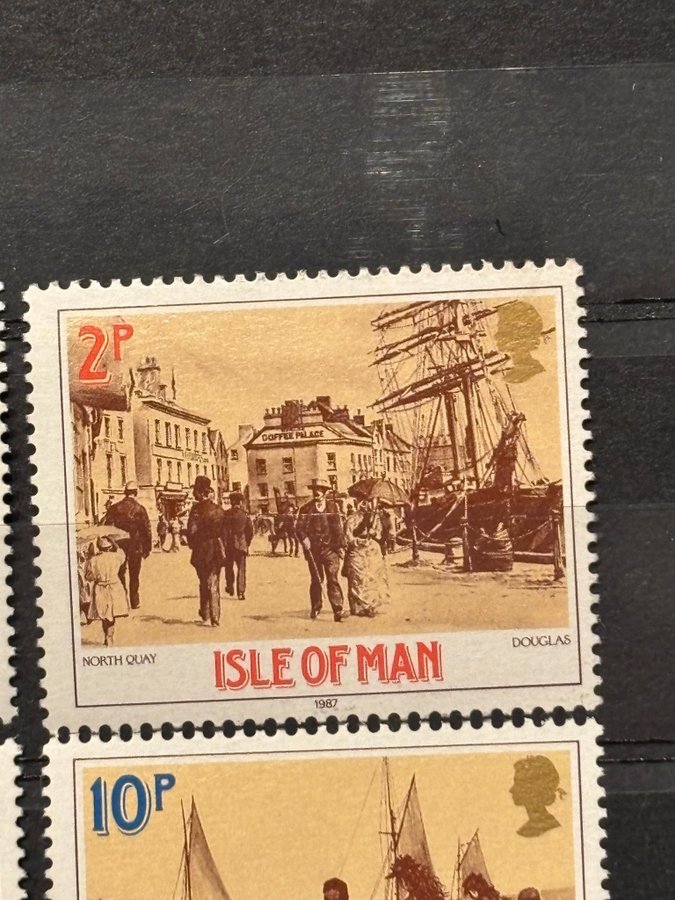 2P
COFFEE PALACE
NORTH QUAY
DOUGLAS
ISLE OF MAN
1987
10P